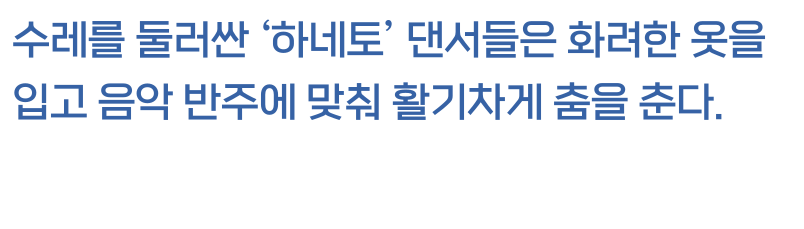 수레를 둘러싼 ‘하네토’ 댄서들은 화려한 옷을
입고 음악 반주에 맞춰 활기차게 춤을 춘다.